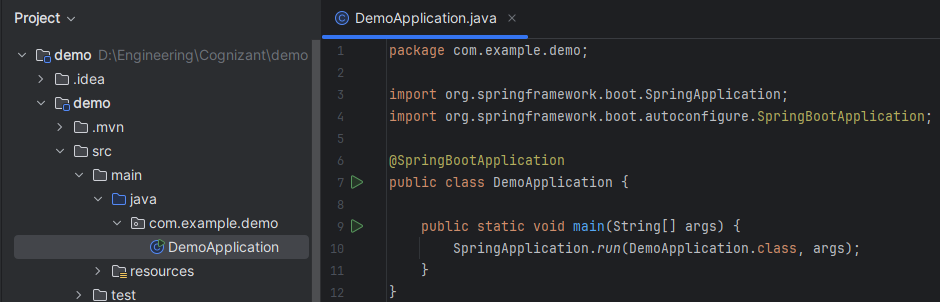 Project
demo D:\Engineering\Cognizant\demo
.idea
demo
.mvn
src
main
java
com.example.demo
DemoApplication
resources
test
DemoApplication.java
1 package com.example.demo;
2
3 import org.springframework.boot.SpringApplication;
4 import org.springframework.boot.autoconfigure.SpringBootApplication;
5
6 @SpringBootApplication
7 public class DemoApplication {
8
9 public static void main(String[] args) {
10 SpringApplication.run(DemoApplication.class, args);
11 }
12 }